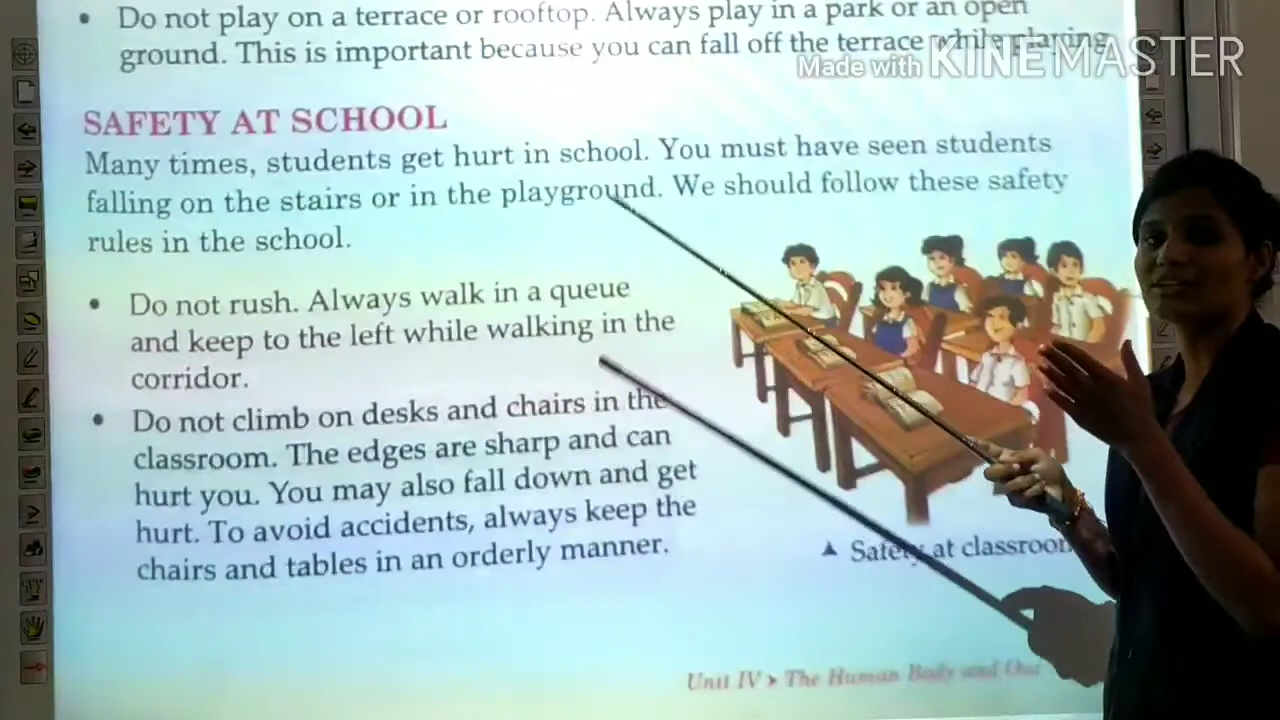 • Do not play on a terrace or rooftop. Always play in a park or an open
ground. This is important because you can fall off the terrace while playing
Made with KINEMASTER
SAFETY AT SCHOOL
Many times, students get hurt in school. You must have seen students
falling on the stairs or in the playground. We should follow these safety
rules in the school.
• Do not rush. Always walk in a queue
and keep to the left while walking in the
corridor.
• Do not climb on desks and chairs in the
classroom. The edges are sharp and can
hurt you. You may also fall down and get
hurt. To avoid accidents, always keep the
chairs and tables in an orderly manner.
▲ Safety at classroom
Unit IV > The Human Body and Our